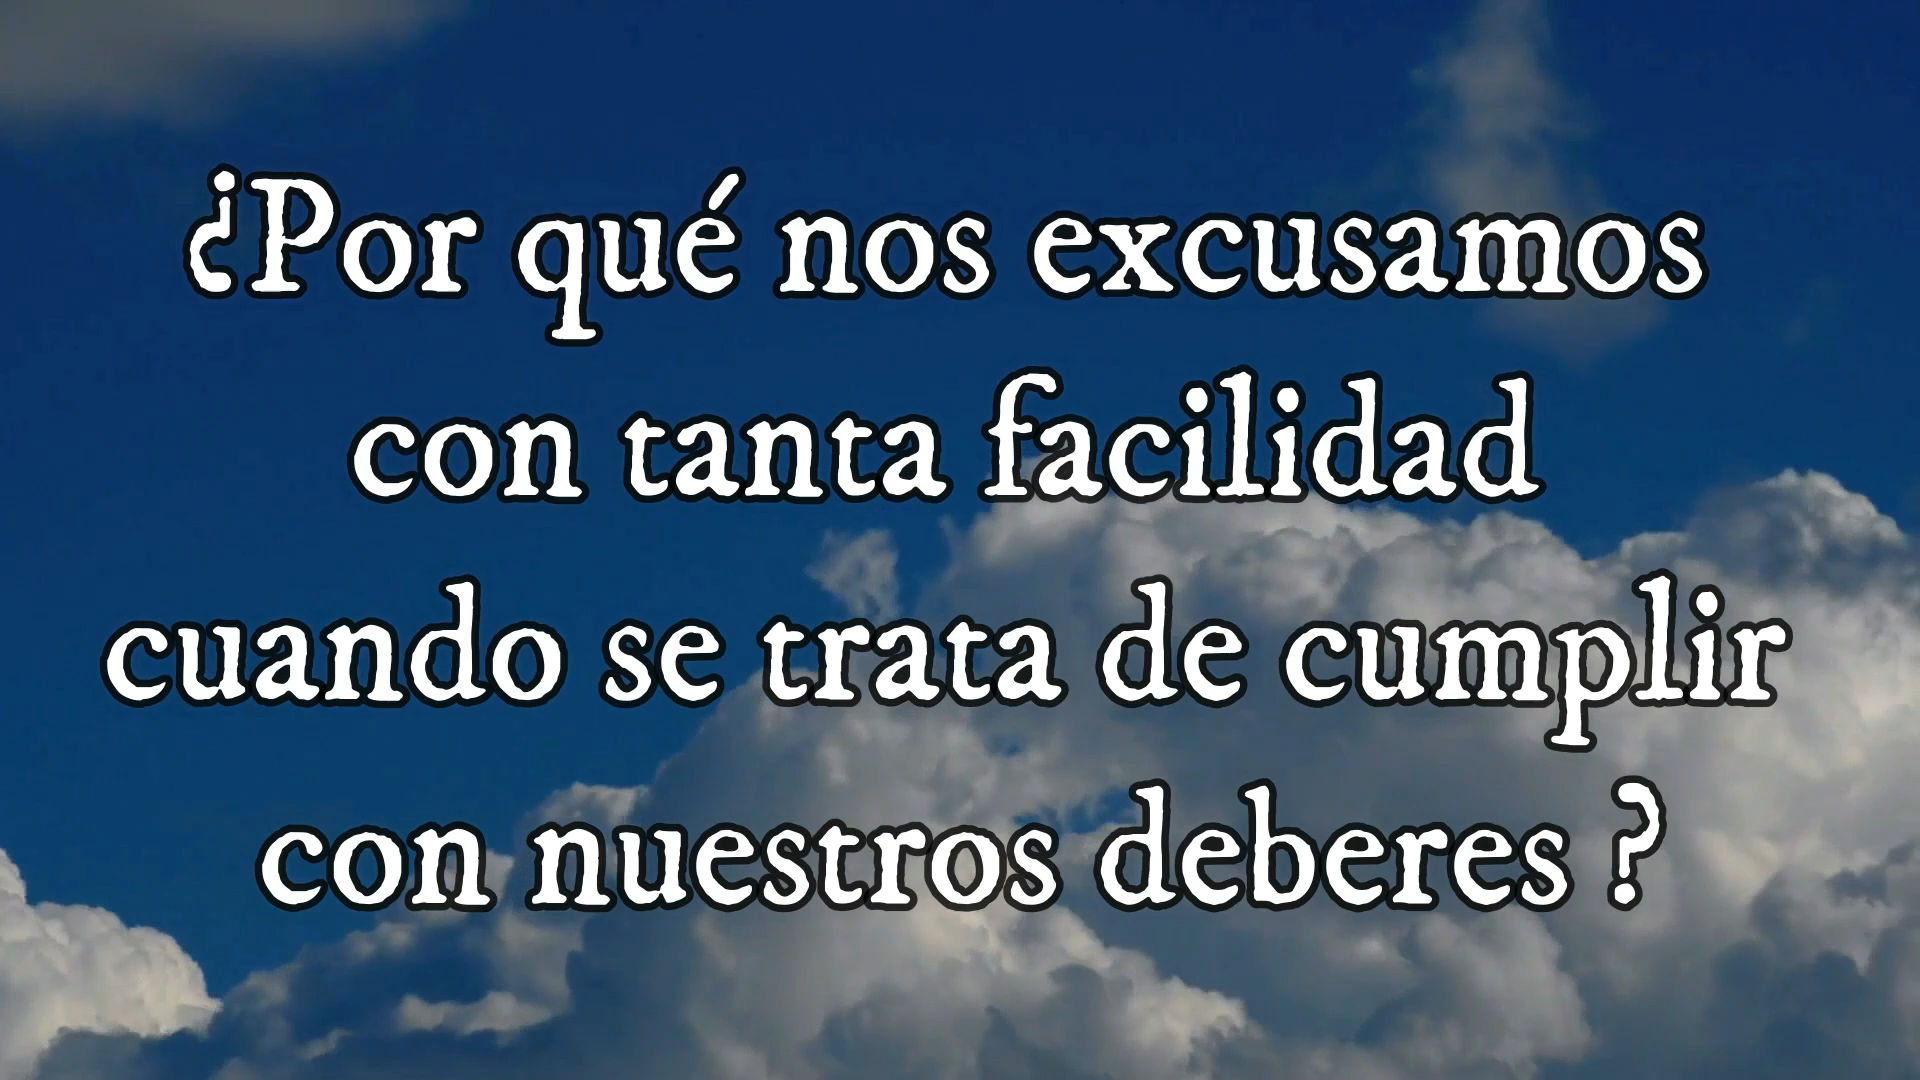 ¿Por qué nos excusamos
con tanta facilidad
cuando se trata de cumplir
con nuestros deberes ?